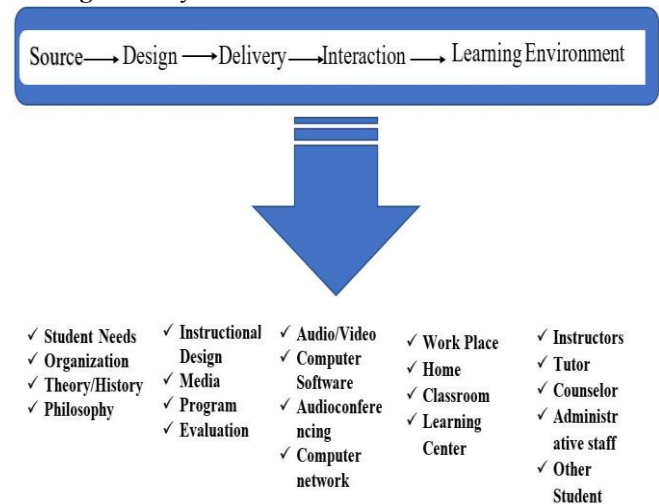 Source → Design → Delivery → Interaction → Learning Environment
✓ Student Needs
✓ Organization
✓ Theory/History
✓ Philosophy
✓ Instructional
Design
✓ Media
✓ Program
✓ Evaluation
✓ Audio/Video
✓ Computer
Software
✓ Audioconfere
ncing
✓ Computer
network
✓ Work Place
✓ Home
✓ Classroom
✓ Learning
Center
✓ Instructors
✓ Tutor
✓ Counselor
✓ Administr
ative staff
✓ Other
Student